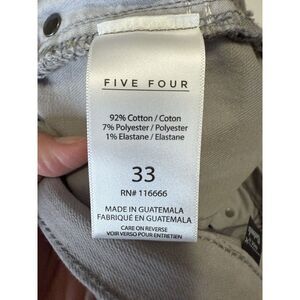 FIVE FOUR
92% Cotton / Coton
7% Polyester / Polyester
1% Elastane / Elastane
33
RN# 116666
MADE IN GUATEMALA
FABRIQUÉ EN GUATEMALA
CARE ON REVERSE
VOIR VERSO POUR ENTRETIEN